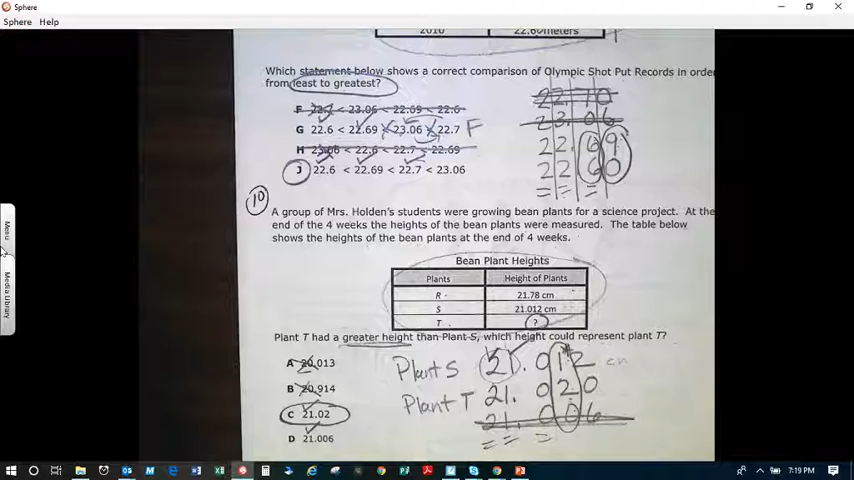 Sphere
Sphere Help
2010 22.60meters
Which statement below shows a correct comparison of Olympic Shot Put Records in order
from least to greatest?
F 22.7 < 23.06 < 22.69 < 22.6
G 22.6 < 22.69 < 23.06 < 22.7 F
H 23.06 < 22.6 < 22.7 < 22.69
J 22.6 < 22.69 < 22.7 < 23.06
22.70
23.06
22.69
22.60
10
A group of Mrs. Holden's students were growing bean plants for a science project. At the
end of the 4 weeks the heights of the bean plants were measured. The table below
shows the heights of the bean plants at the end of 4 weeks.
Bean Plant Heights
Plants Height of Plants
R 21.78 cm
S 21.012 cm
T ?
Plant T had a greater height than Plant S, which height could represent plant T?
A 20.013
B 20.914
C 21.02
D 21.006
Plant S 21.012 cm
Plant T 21.020
21.006
Menu
Media Library
7:19 PM